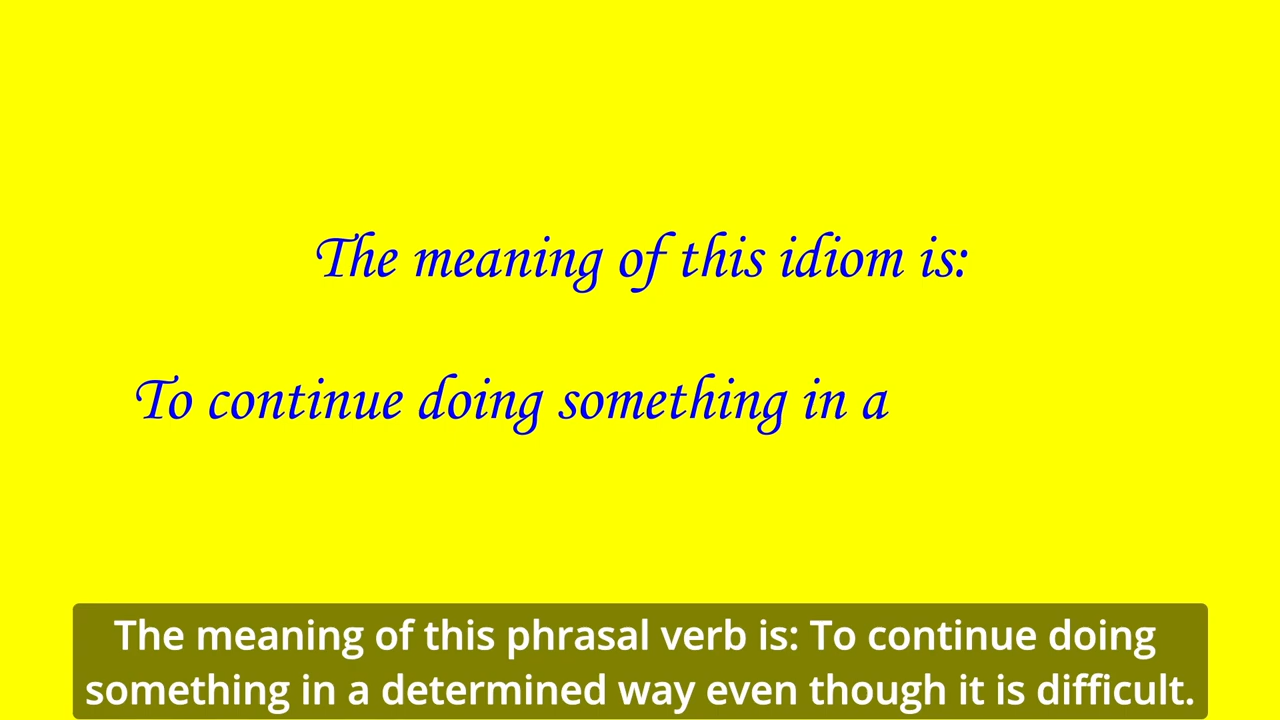 The meaning of this idiom is:
To continue doing something in a
The meaning of this phrasal verb is: To continue doing
something in a determined way even though it is difficult.